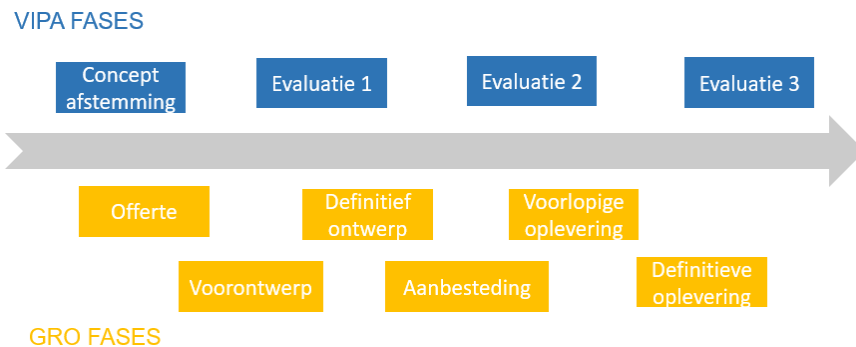 VIPA FASES
Concept
afstemming
Evaluatie 1
Evaluatie 2
Evaluatie 3
Offerte
Definitief
ontwerp
Voorlopige
oplevering
Voorontwerp
Aanbesteding
Definitieve
oplevering
GRO FASES